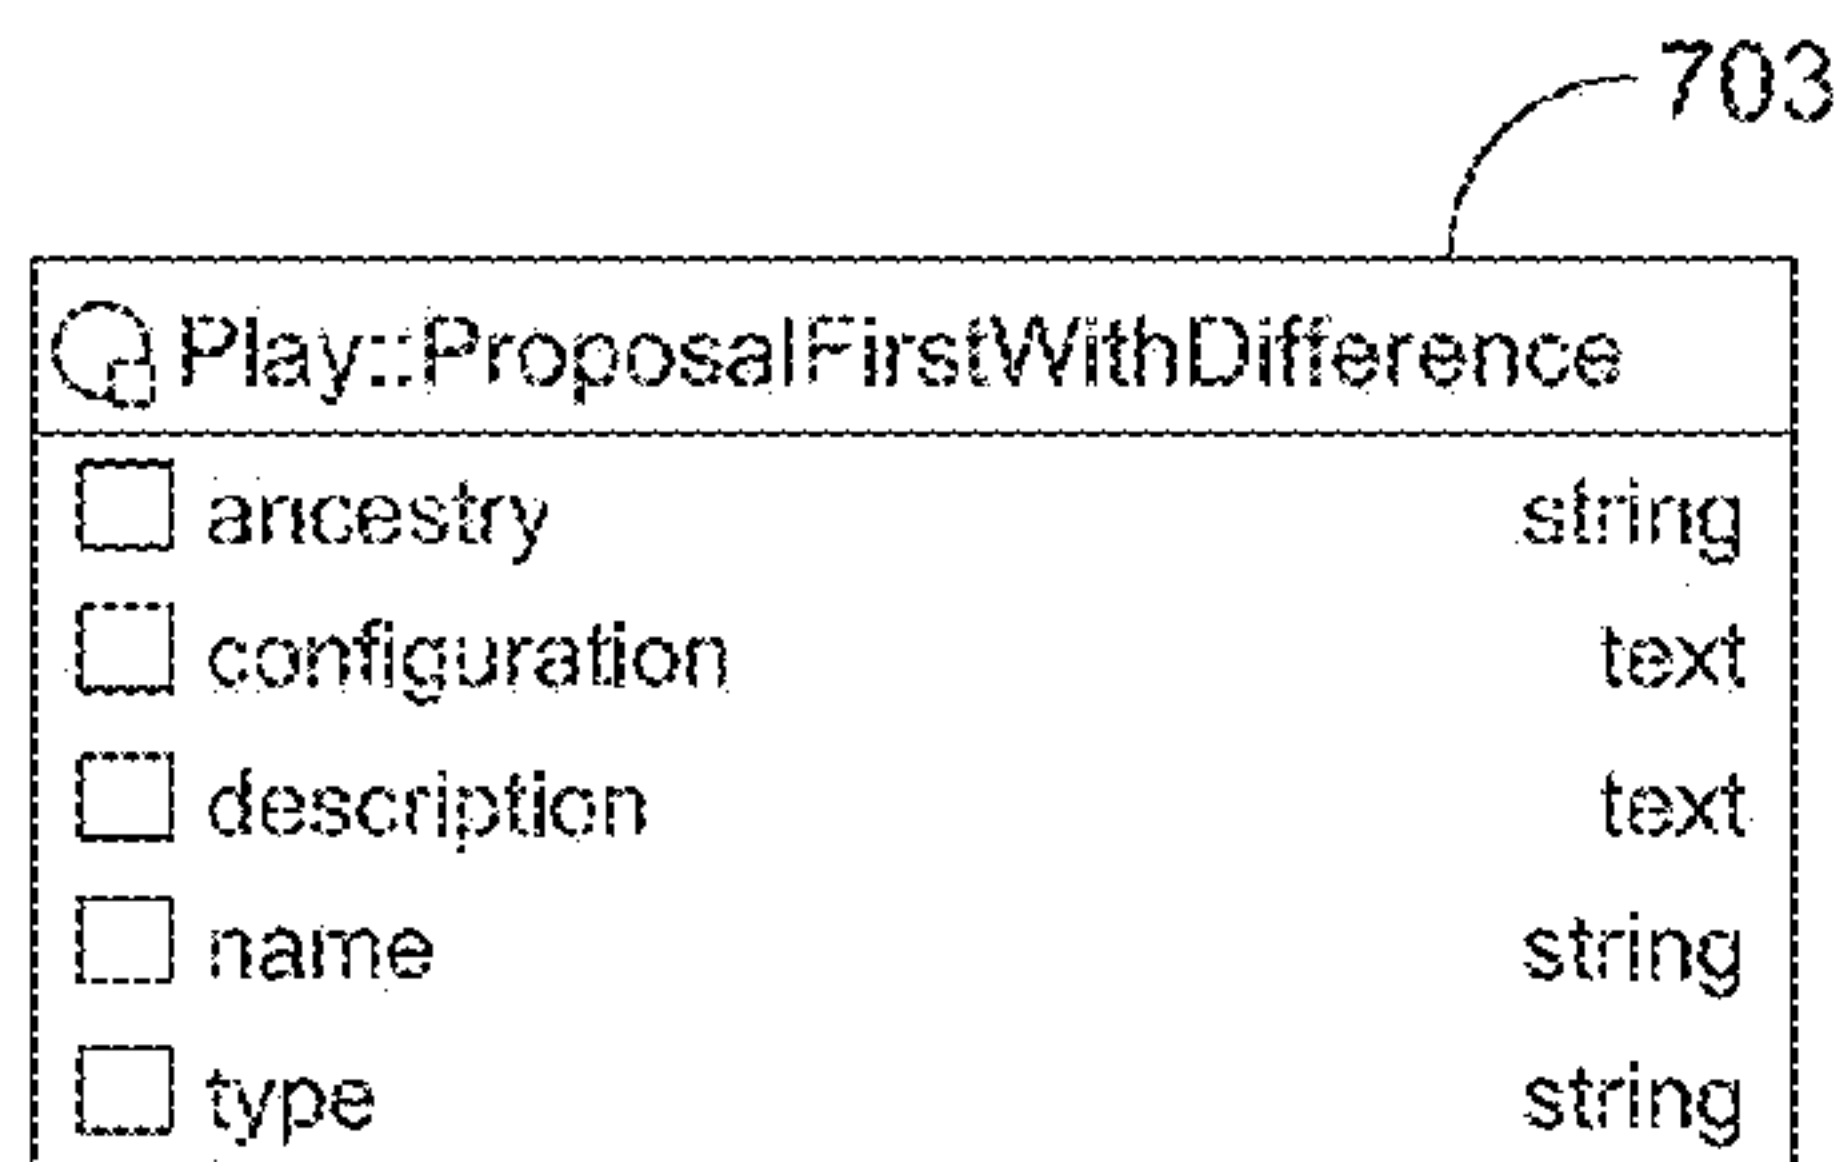 703
Play::ProposalFirstWithDifference
ancestry string
configuration text
description text
name string
type string